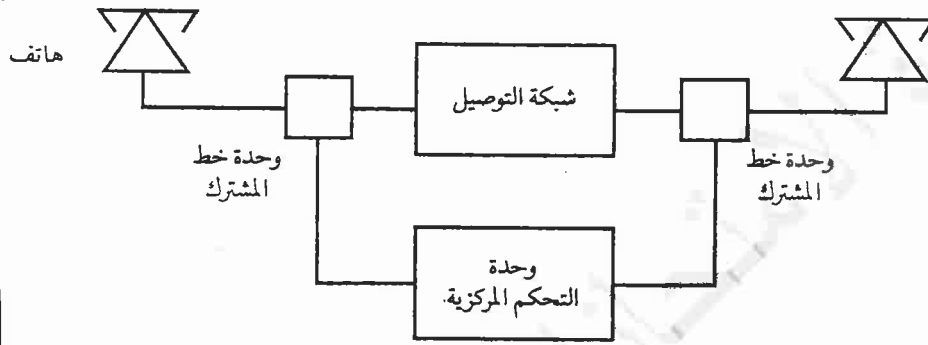 هاتف
شبكة التوصيل
وحدة خط
المشترك
وحدة خط
المشترك
وحدة
التحكم المركزية